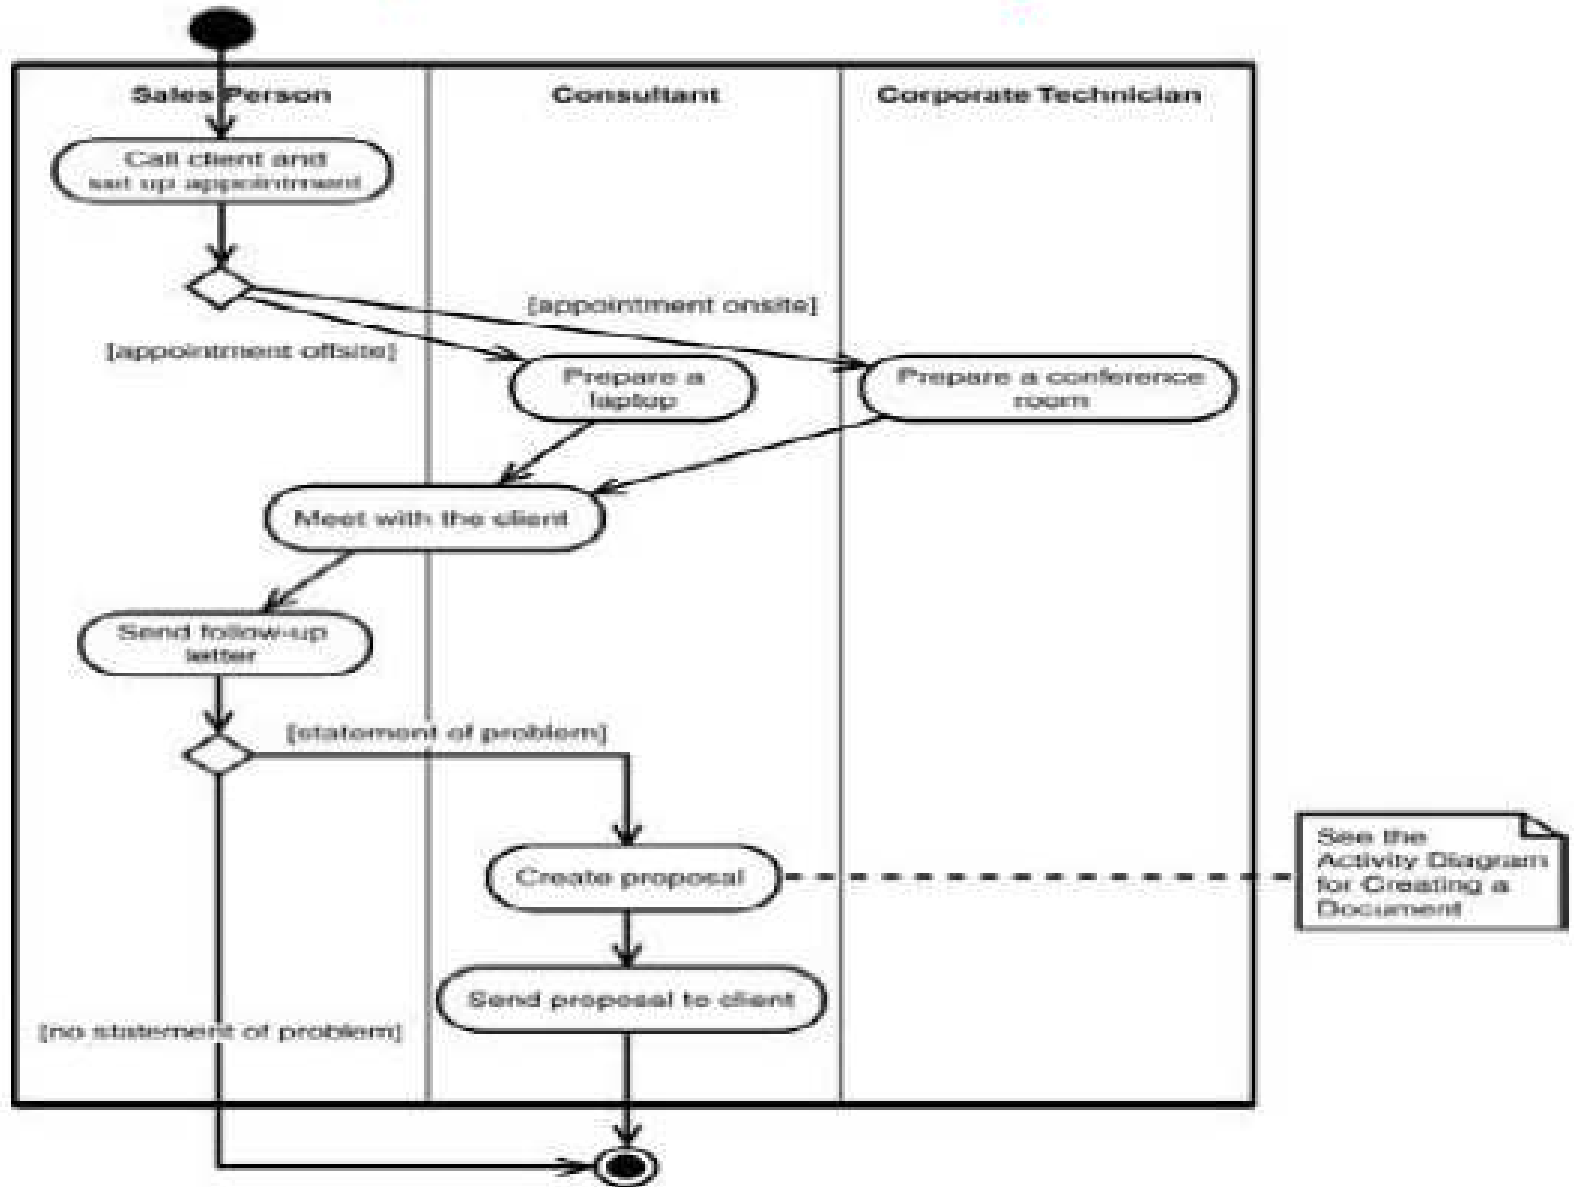 Sales Person
Consultant
Corporate Technician
Call client and
set up appointment
[appointment onsite]
[appointment offsite]
Prepare a
laptop
Prepare a conference
room
Meet with the client
Send follow-up
letter
[statement of problem]
See the
Activity Diagram
for Creating a
Document
Create proposal
Send proposal to client
[no statement of problem]